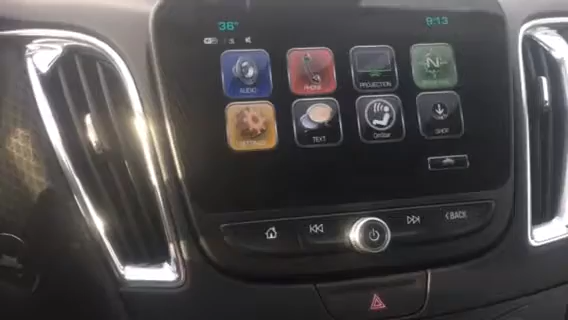 36°
9:13
AUDIO
PHONE
PROJECTION
N
SETTINGS
TEXT
OnStar
SHOP
BACK